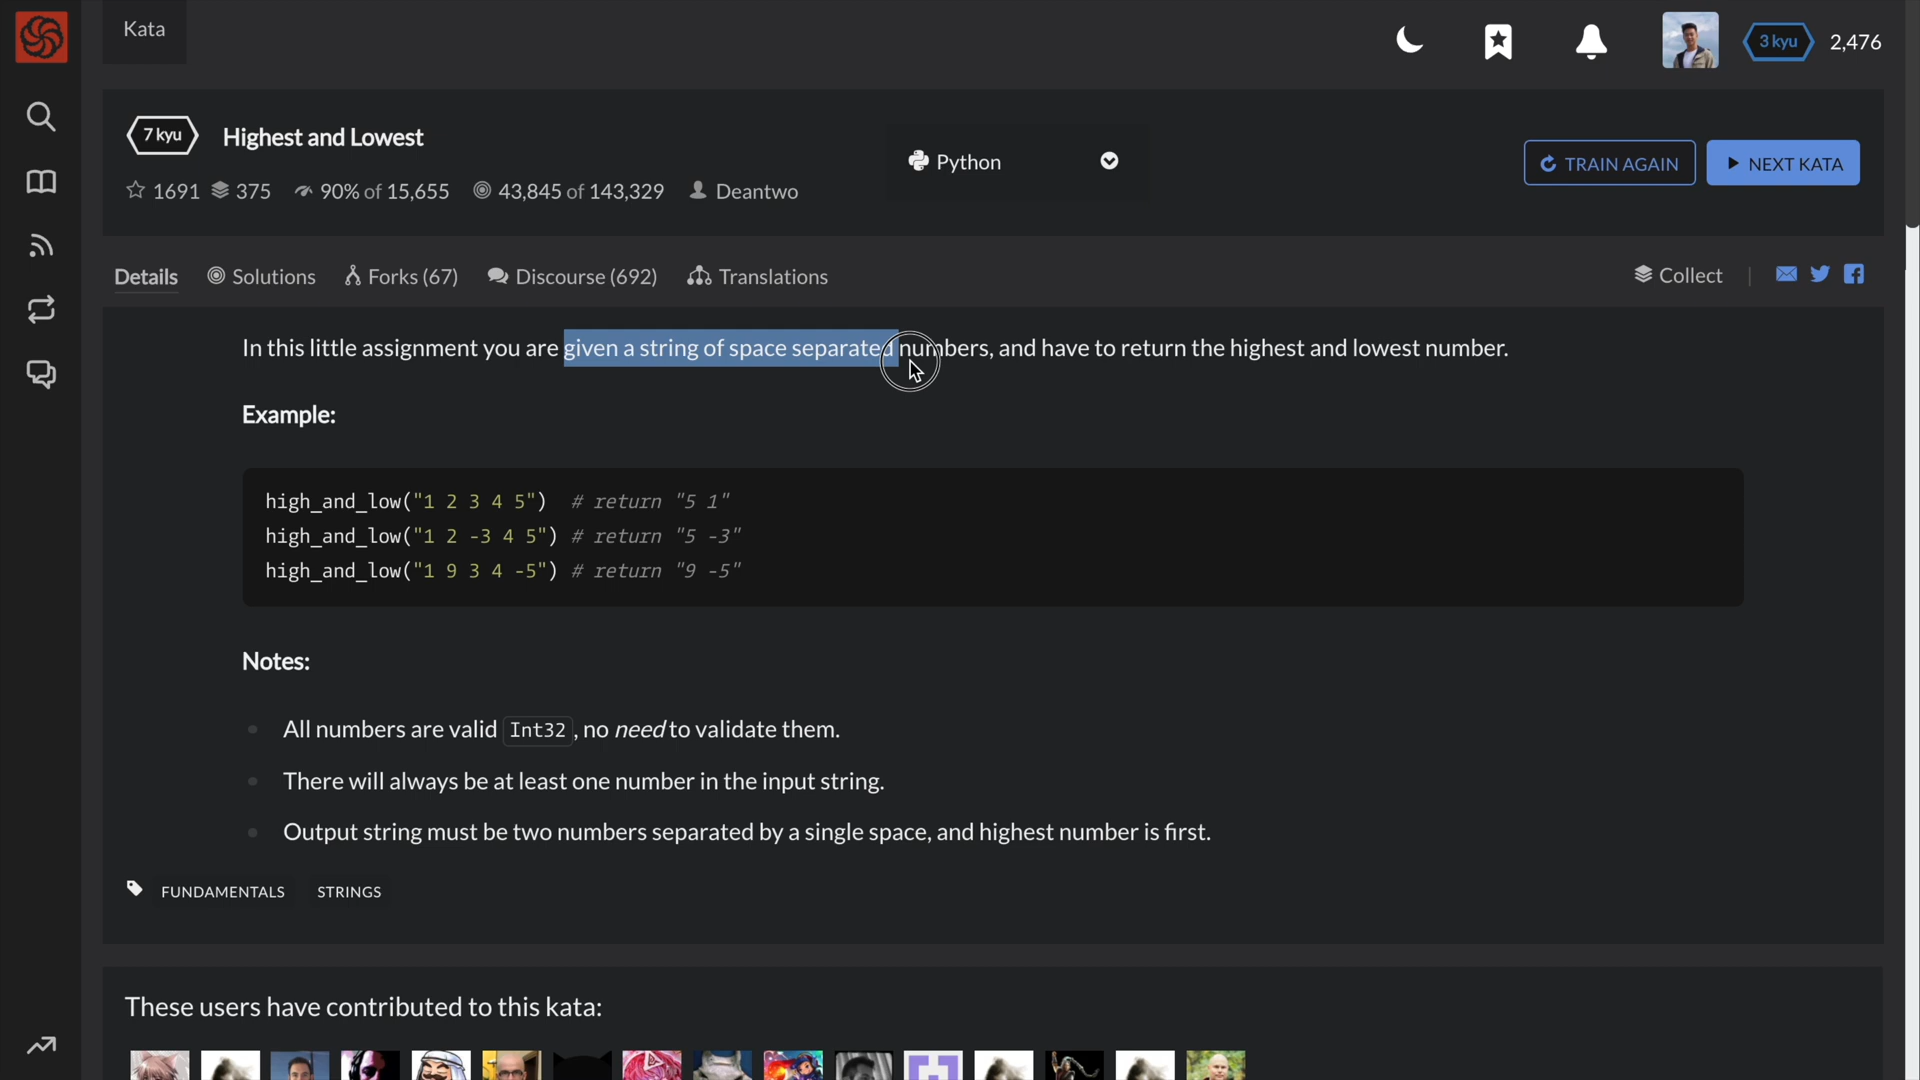 Kata
3 kyu 2,476
7 kyu Highest and Lowest
1691 375 90% of 15,655 43,845 of 143,329 Deantwo
Python
TRAIN AGAIN NEXT KATA
Details Solutions Forks (67) Discourse (692) Translations
Collect
In this little assignment you are given a string of space separated numbers, and have to return the highest and lowest number.
Example:
high_and_low("1 2 3 4 5")  # return "5 1"
high_and_low("1 2 -3 4 5") # return "5 -3"
high_and_low("1 9 3 4 -5") # return "9 -5"
Notes:
All numbers are valid Int32, no need to validate them.
There will always be at least one number in the input string.
Output string must be two numbers separated by a single space, and highest number is first.
FUNDAMENTALS STRINGS
These users have contributed to this kata: